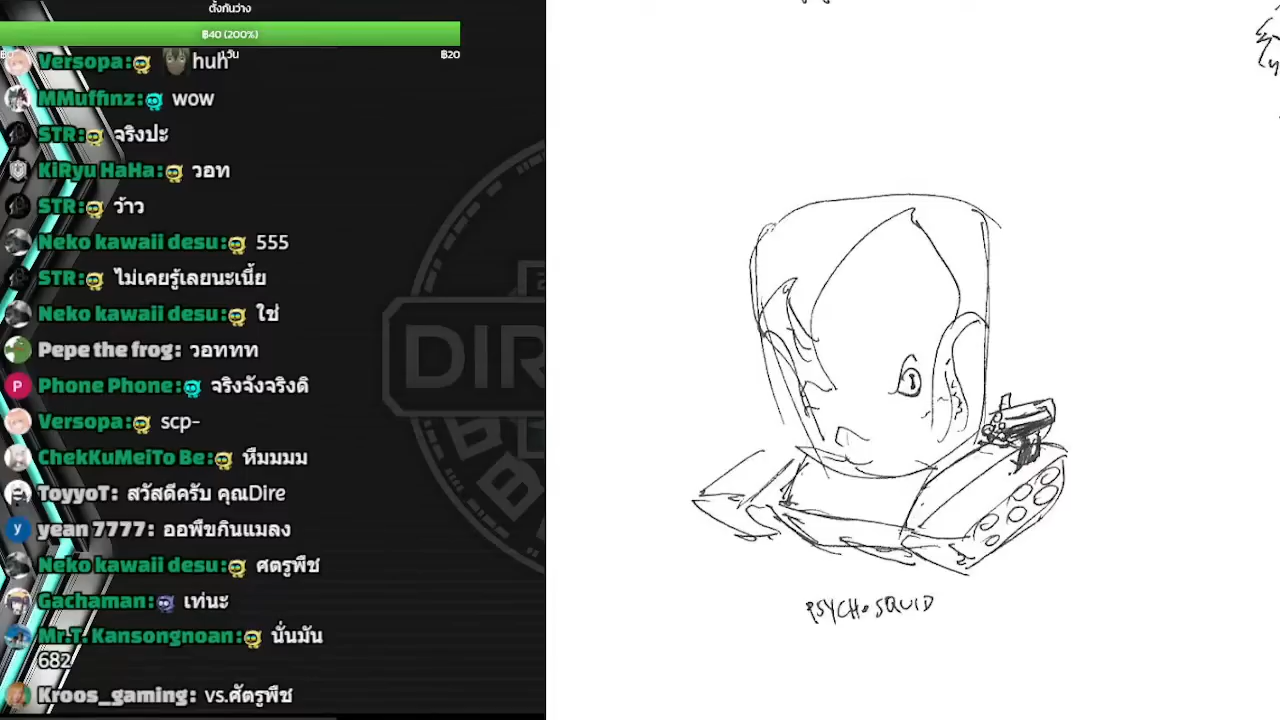 ตั้งกันว่าง
฿40 (200%)
1 วัน
฿20
Versopa: huh
MMuffinz: wow
STR: จริงปะ
KiRyu HaHa: วอท
STR: ว้าว
Neko kawaii desu: 555
STR: ไม่เคยรู้เลยนะเนี้ย
Neko kawaii desu: ใช่
Pepe the frog: วอททท
P Phone Phone: จริงจังจริงดิ
Versopa: scp-
ChekKuMeiTo Be: หืมมมม
ToyyoT: สวัสดีครับ คุณDire
y yean 7777: ออพืชกินแมลง
Neko kawaii desu: ศตรูพืช
Gachaman: เท่นะ
Mr.T. Kansongnoan: นั่นมัน
682
Kroos_gaming: vs.ศัตรูพืช
DIR
PSYCHOSQUID